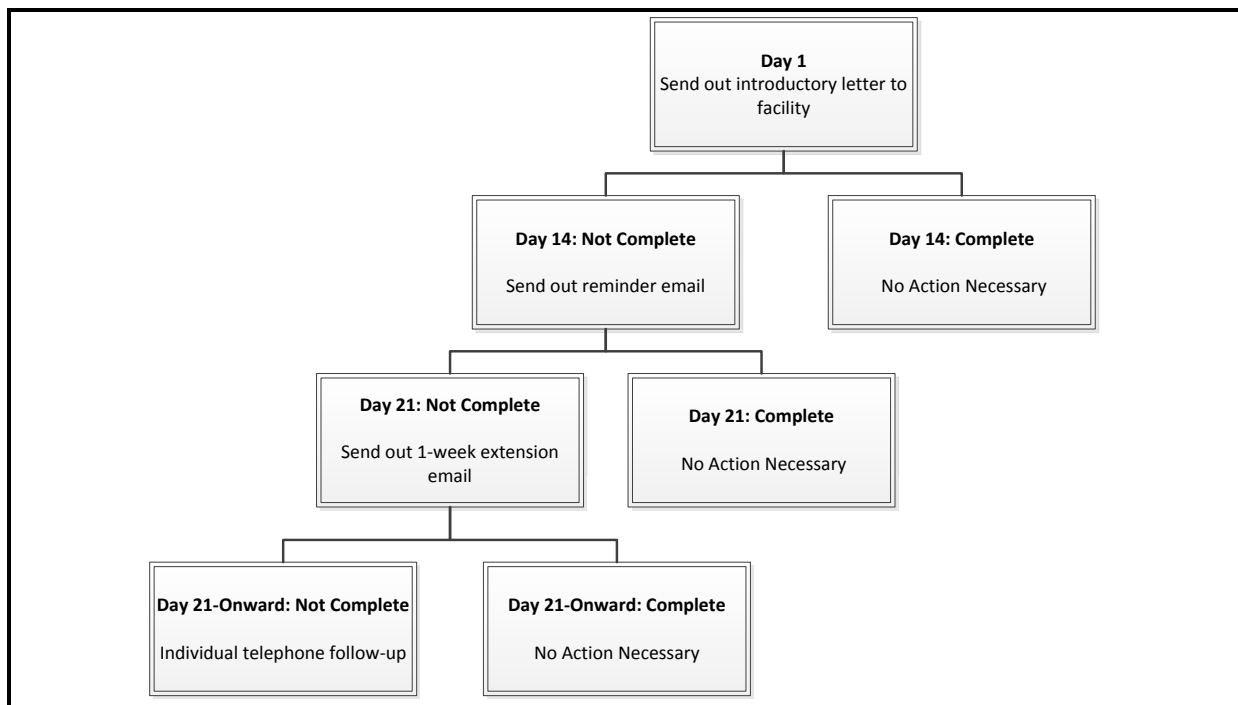 Day 1
Send out introductory letter to
facility
Day 14: Not Complete
Send out reminder email
Day 14: Complete
No Action Necessary
Day 21: Not Complete
Send out 1-week extension
email
Day 21: Complete
No Action Necessary
Day 21-Onward: Not Complete
Individual telephone follow-up
Day 21-Onward: Complete
No Action Necessary